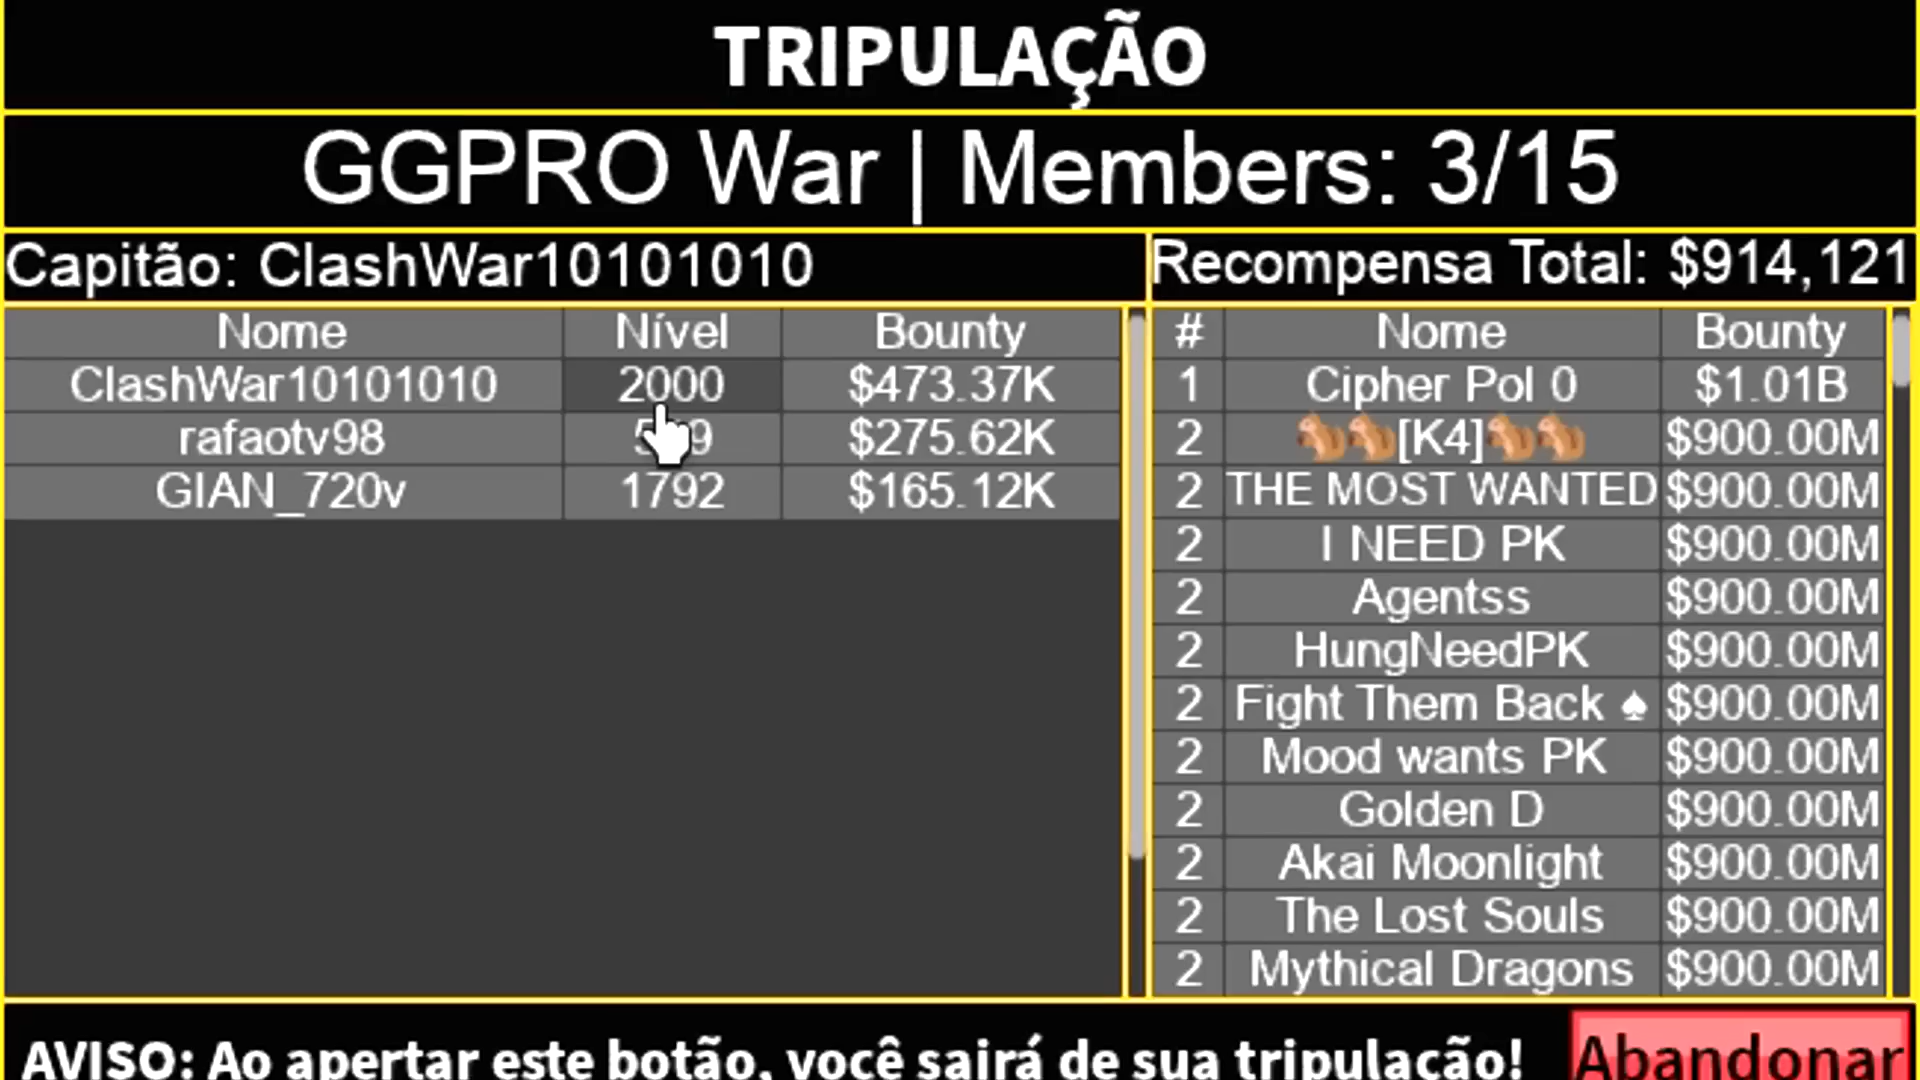 TRIPULAÇÃO
GGPRO War | Members: 3/15
Capitão: ClashWar10101010
Recompensa Total: $914,121
Nome Nível Bounty
ClashWar10101010 2000 $473.37K
rafaotv98 $275.62K
GIAN_720v 1792 $165.12K
# Nome Bounty
1 Cipher Pol 0 $1.01B
2 🐿️🐿️[K4]🐿️🐿️ $900.00M
2 THE MOST WANTED $900.00M
2 I NEED PK $900.00M
2 Agentss $900.00M
2 HungNeedPK $900.00M
2 Fight Them Back ♠ $900.00M
2 Mood wants PK $900.00M
2 Golden D $900.00M
2 Akai Moonlight $900.00M
2 The Lost Souls $900.00M
2 Mythical Dragons $900.00M
AVISO: Ao apertar este botão, você sairá de sua tripulação!
Abandonar